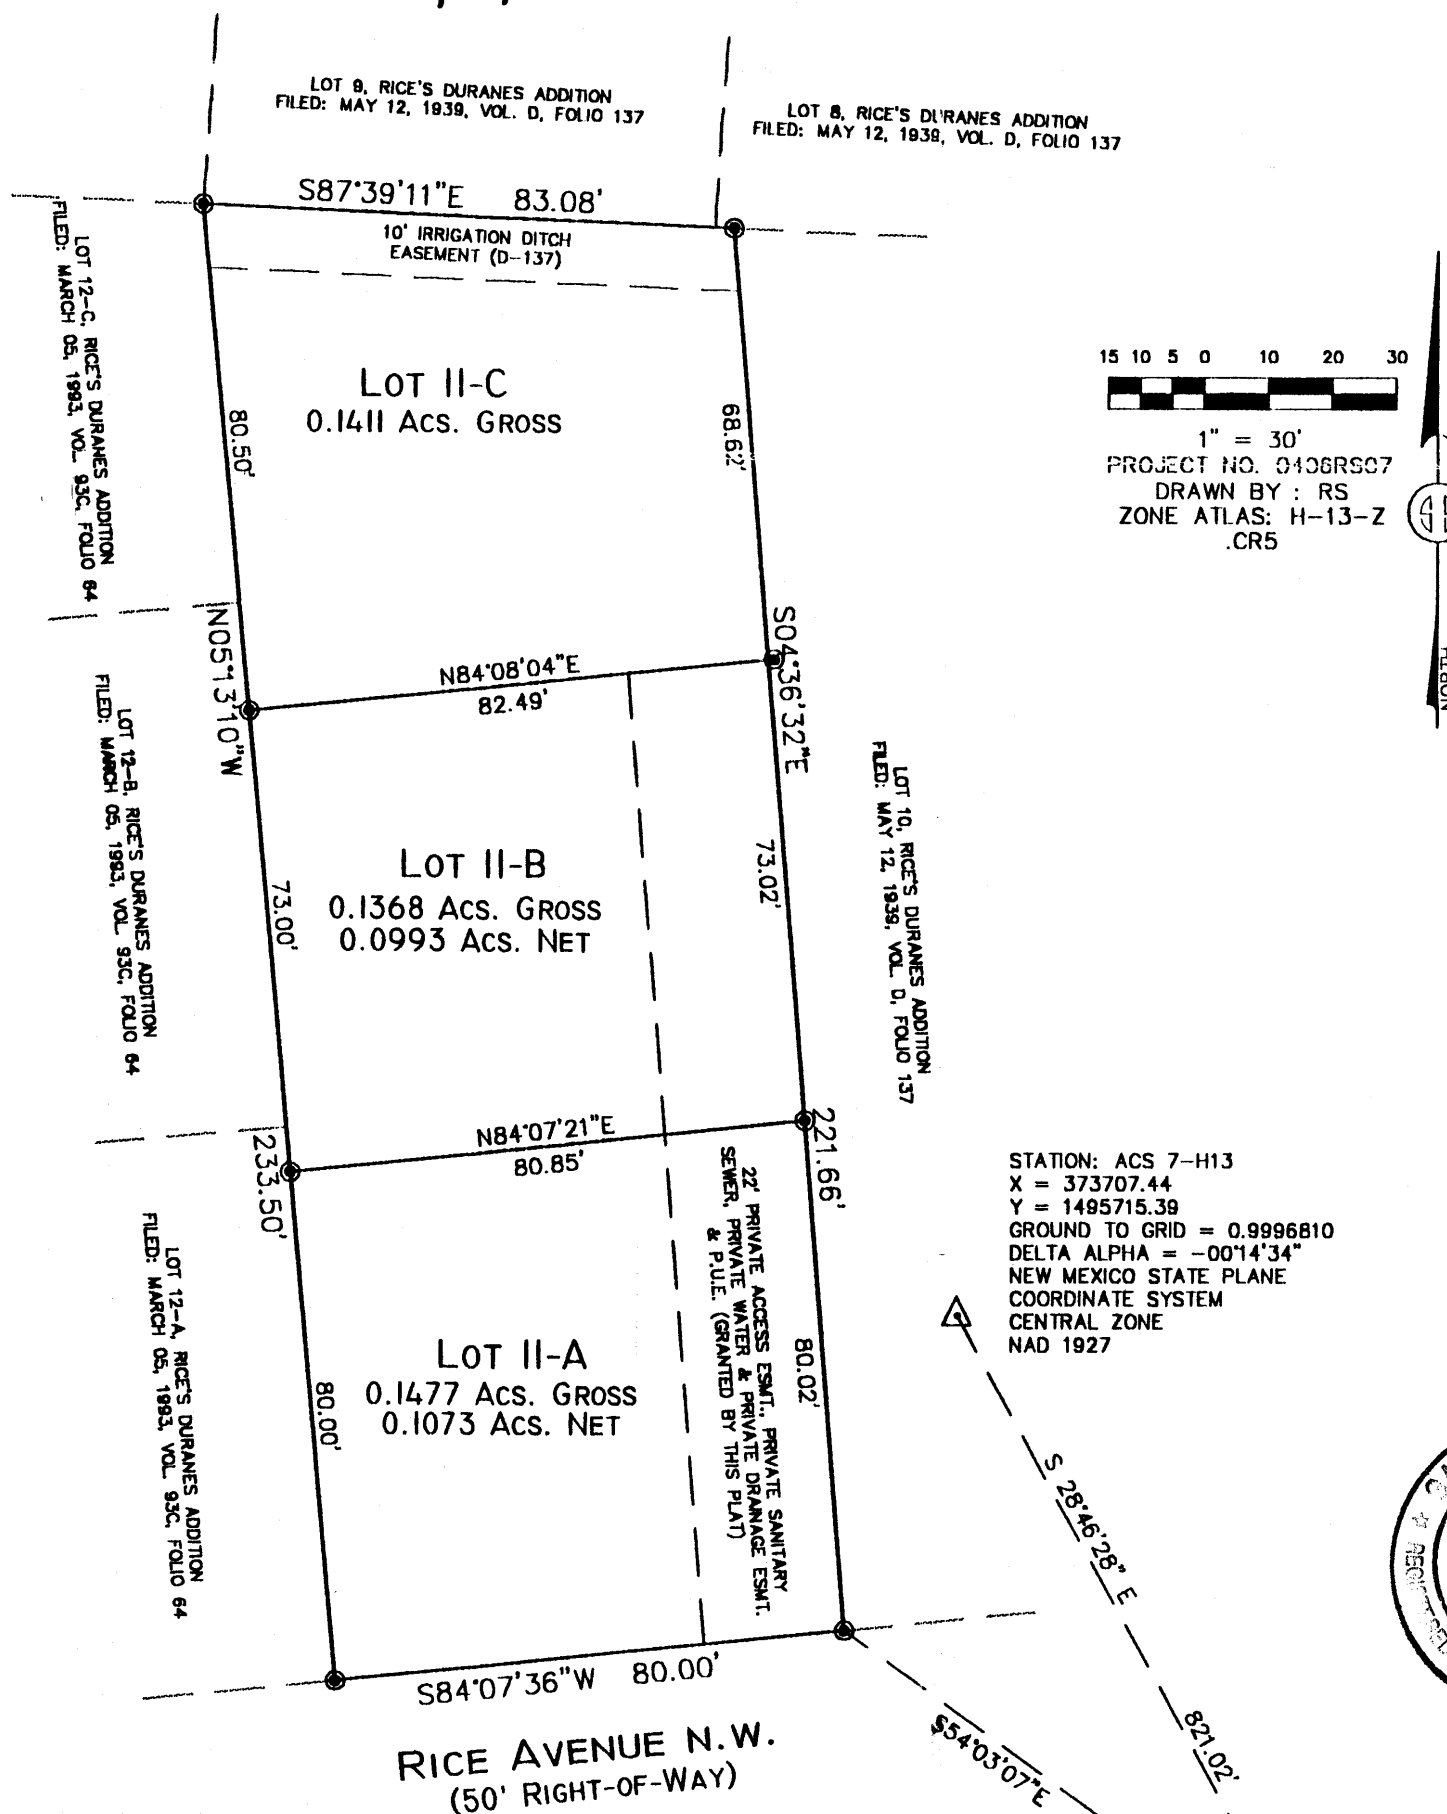 LOT 9, RICE'S DURANES ADDITION
FILED: MAY 12, 1939, VOL. D, FOLIO 137
LOT 8, RICE'S DURANES ADDITION
FILED: MAY 12, 1939, VOL. D, FOLIO 137
S87°39'11"E 83.08'
10' IRRIGATION DITCH
EASEMENT (D-137)
LOT 12-C, RICE'S DURANES ADDITION
FILED: MARCH 05, 1993, VOL. 93C, FOLIO 64
LOT II-C
0.1411 ACS. GROSS
80.50'
68.62'
15 10 5 0 10 20 30
1" = 30'
PROJECT NO. 0406RS07
DRAWN BY : RS
ZONE ATLAS: H-13-Z
.CR5
N05°13'10"W
N84°08'04"E
82.49'
S04°36'32"E
LOT 12-B, RICE'S DURANES ADDITION
FILED: MARCH 05, 1993, VOL. 93C, FOLIO 64
LOT II-B
0.1368 ACS. GROSS
0.0993 ACS. NET
73.00'
73.02'
LOT 10, RICE'S DURANES ADDITION
FILED: MAY 12, 1939, VOL. D, FOLIO 137
N84°07'21"E
80.85'
233.50'
221.66'
22' PRIVATE ACCESS ESMT., PRIVATE SANITARY
SEWER, PRIVATE WATER & PRIVATE DRAINAGE ESMT.
& P.U.E. (GRANTED BY THIS PLAT)
STATION: ACS 7-H13
X = 373707.44
Y = 1495715.39
GROUND TO GRID = 0.9996810
DELTA ALPHA = -00°14'34"
NEW MEXICO STATE PLANE
COORDINATE SYSTEM
CENTRAL ZONE
NAD 1927
LOT 12-A, RICE'S DURANES ADDITION
FILED: MARCH 05, 1993, VOL. 93C, FOLIO 64
LOT II-A
0.1477 ACS. GROSS
0.1073 ACS. NET
80.00'
80.02'
S 28°46'28" E
821.02'
S84°07'36"W 80.00'
S54°03'07"E
RICE AVENUE N.W.
(50' RIGHT-OF-WAY)